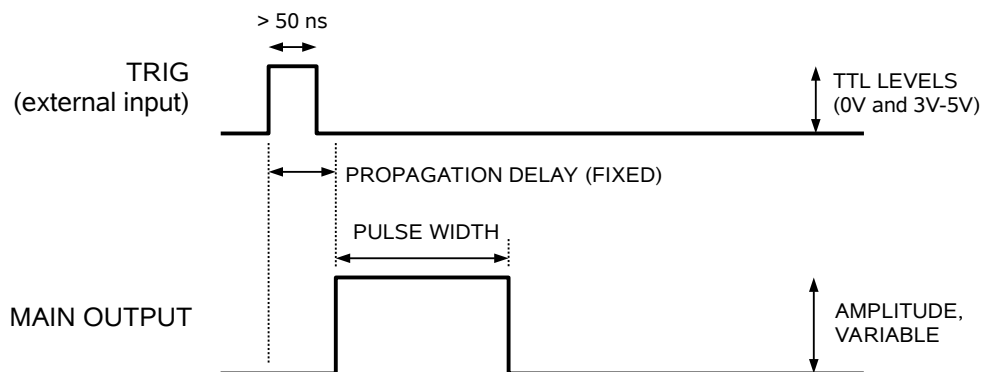 > 50 ns
TRIG
(external input)
TTL LEVELS
(0V and 3V-5V)
PROPAGATION DELAY (FIXED)
PULSE WIDTH
MAIN OUTPUT
AMPLITUDE,
VARIABLE